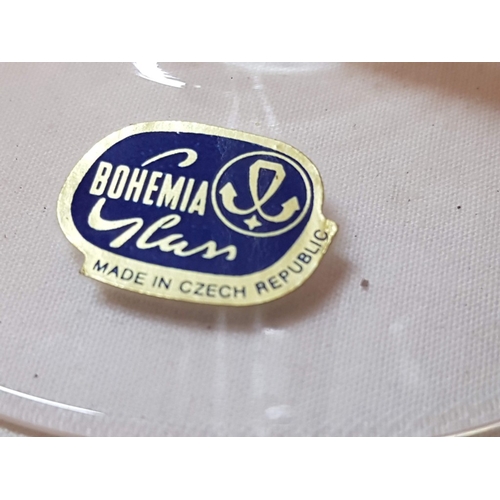 BOHEMIA
Glass
MADE IN CZECH REPUBLIC